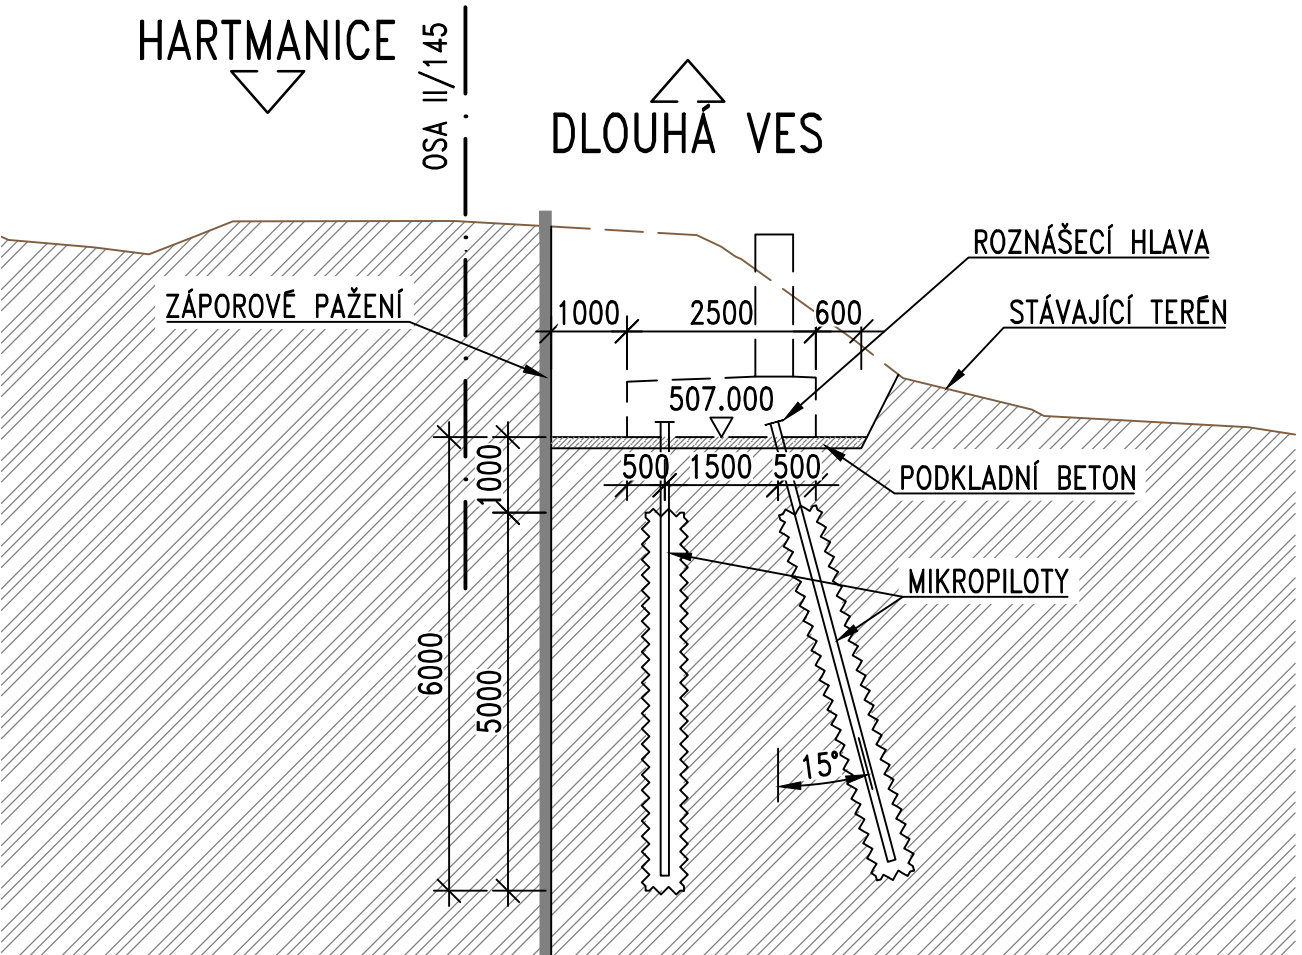 HARTMANICE
OSA II/145
DLOUHÁ VES
ROZNÁŠECÍ HLAVA
ZÁPOROVÉ PAŽENÍ
1000
2500
600
STÁVAJÍCÍ TERÉN
507.000
500
1500
500
PODKLADNÍ BETON
1000
MIKROPILOTY
6000
5000
15°